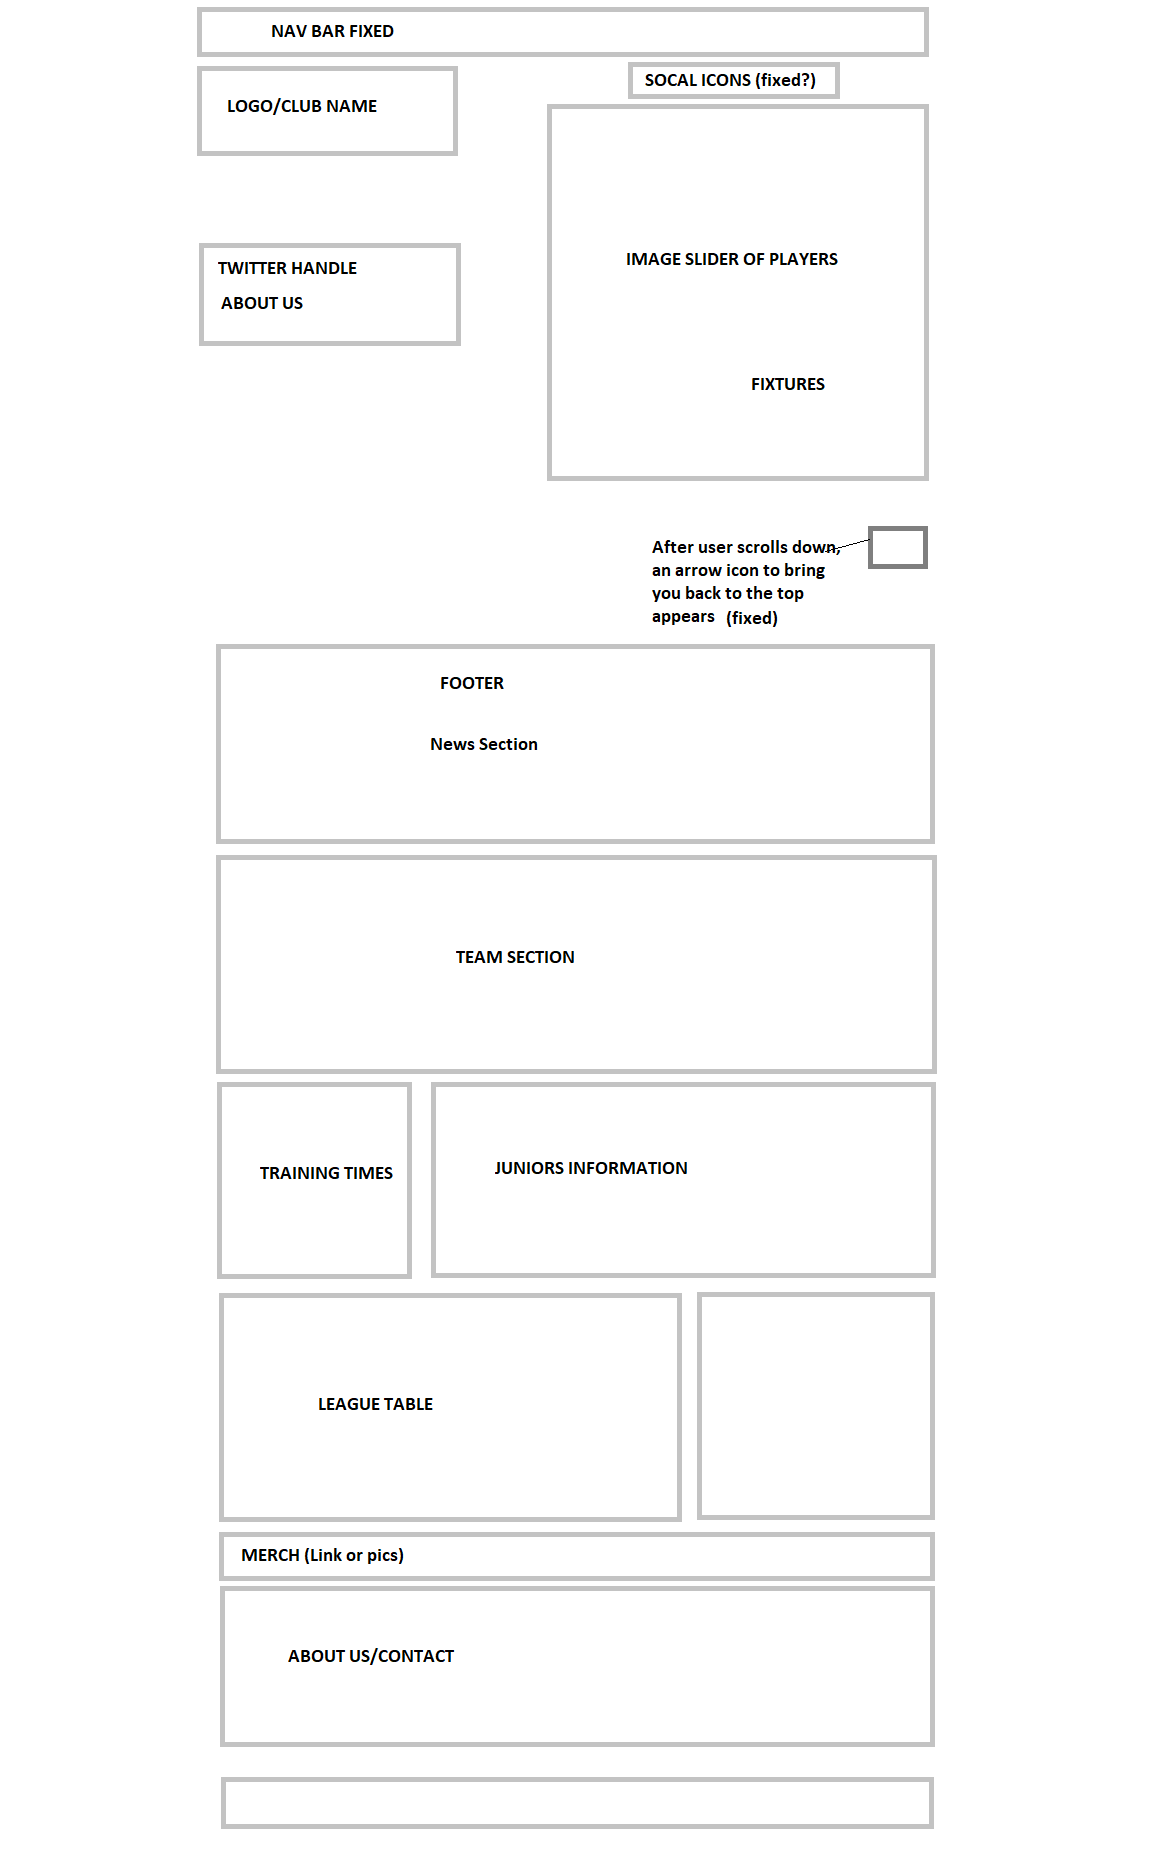 NAV BAR FIXED
SOCAL ICONS (fixed?)
LOGO/CLUB NAME
IMAGE SLIDER OF PLAYERS
TWITTER HANDLE
ABOUT US
FIXTURES
After user scrolls down,
an arrow icon to bring
you back to the top
appears (fixed)
FOOTER
News Section
TEAM SECTION
TRAINING TIMES
JUNIORS INFORMATION
LEAGUE TABLE
MERCH (Link or pics)
ABOUT US/CONTACT